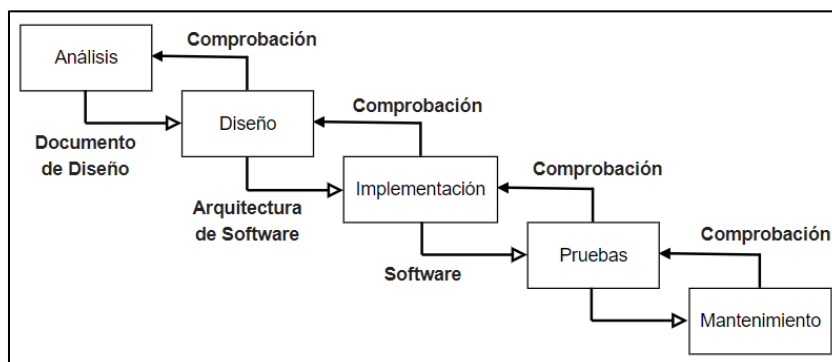 Comprobación
Análisis
Comprobación
Diseño
Documento
de Diseño
Comprobación
Implementación
Arquitectura
de Software
Comprobación
Pruebas
Software
Mantenimiento